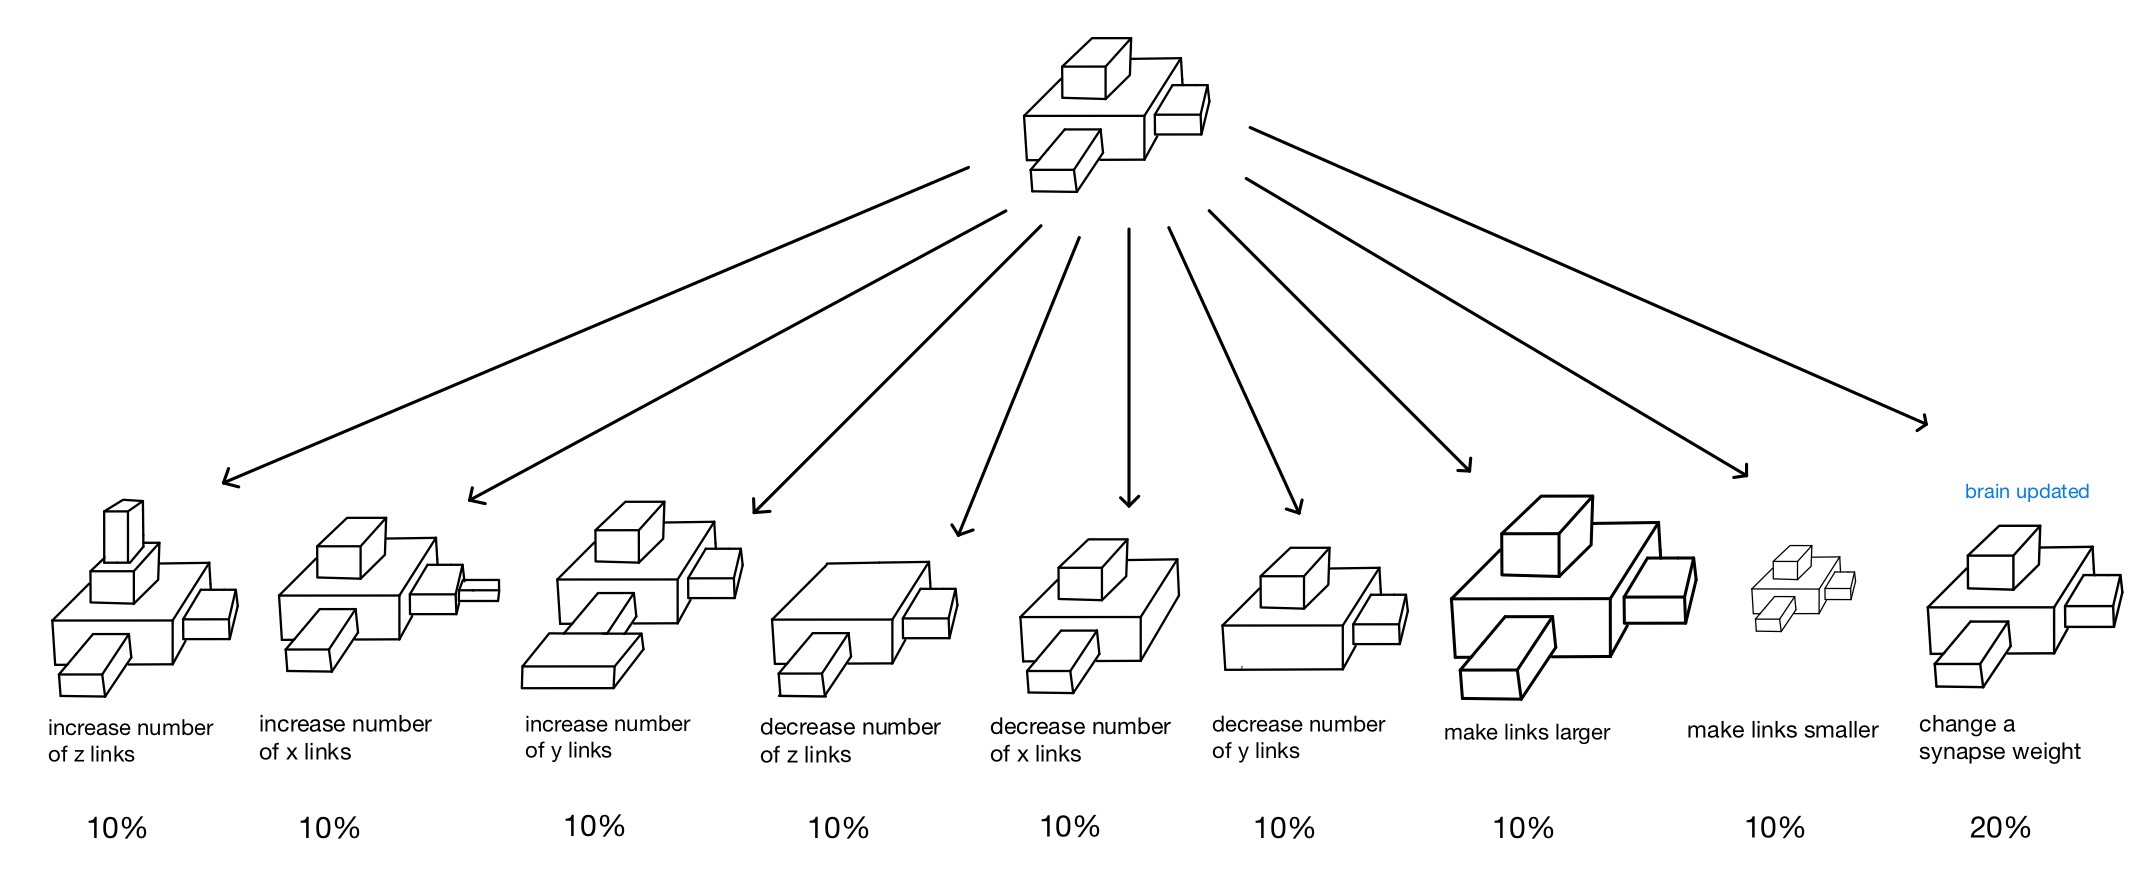 brain updated
increase number
of z links
increase number
of x links
increase number
of y links
decrease number
of z links
decrease number
of x links
decrease number
of y links
make links larger
make links smaller
change a
synapse weight
10%
10%
10%
10%
10%
10%
10%
10%
20%